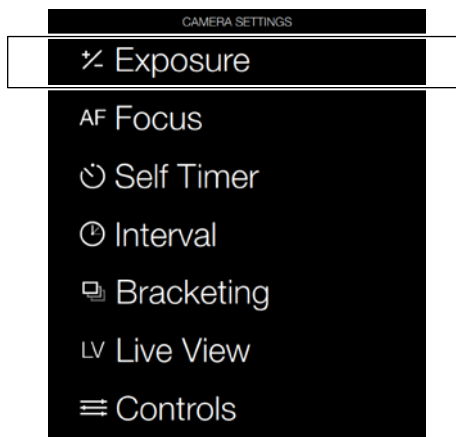 CAMERA SETTINGS
+/- Exposure
AF Focus
Self Timer
Interval
Bracketing
LV Live View
Controls